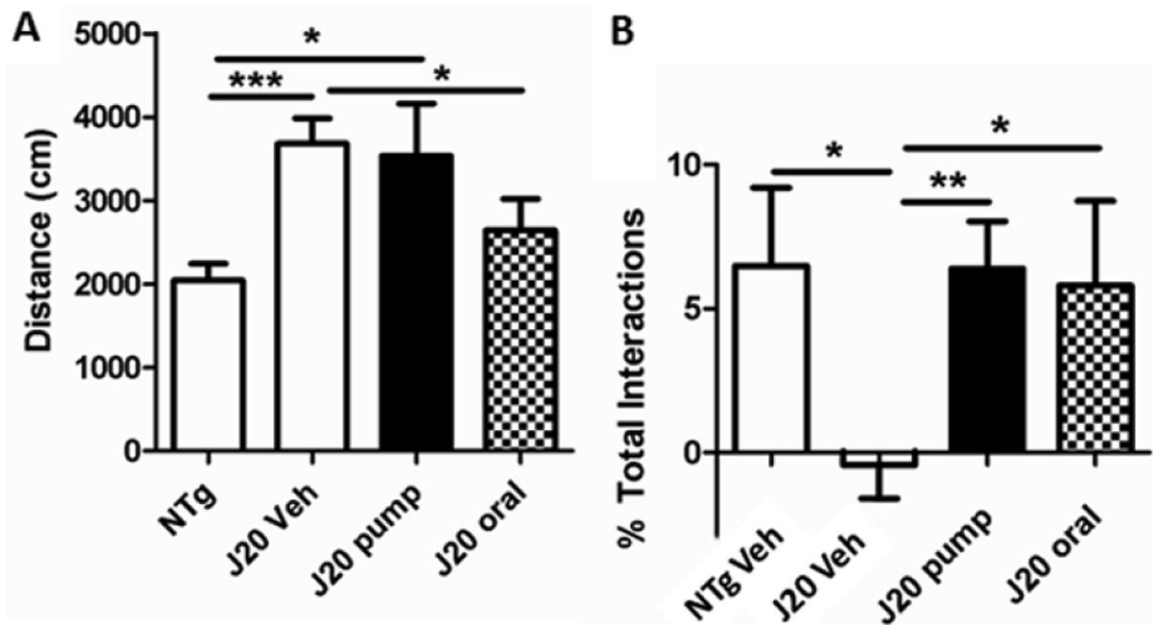 A
Distance (cm)
5000
4000
3000
2000
1000
0
*
***
*
NTg
J20 Veh
J20 pump
J20 oral
B
% Total Interactions
10
5
0
*
*
**
NTg Veh
J20 Veh
J20 pump
J20 oral